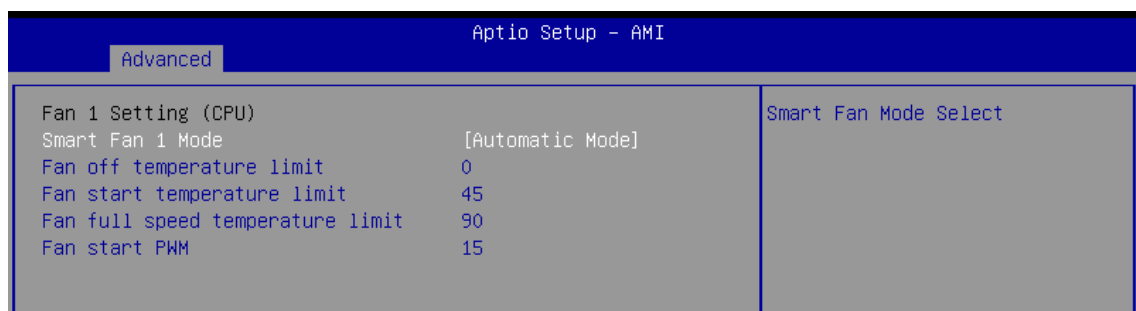 Aptio Setup – AMI
Advanced
Fan 1 Setting (CPU)
Smart Fan 1 Mode [Automatic Mode]
Fan off temperature limit 0
Fan start temperature limit 45
Fan full speed temperature limit 90
Fan start PWM 15
Smart Fan Mode Select